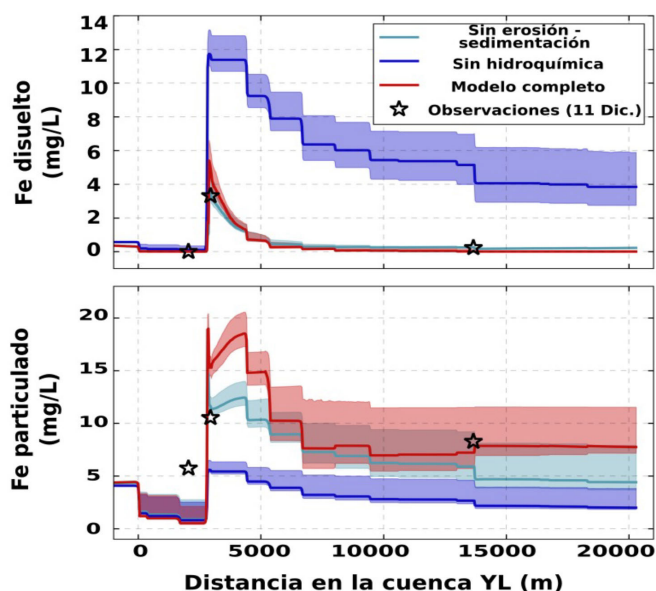 14
12
10
8
6
4
2
0
Fe disuelto
(mg/L)
Sin erosión -
sedimentación
Sin hidroquímica
Modelo completo
Observaciones (11 Dic.)
20
15
10
5
0
Fe particulado
(mg/L)
0 5000 10000 15000 20000
Distancia en la cuenca YL (m)